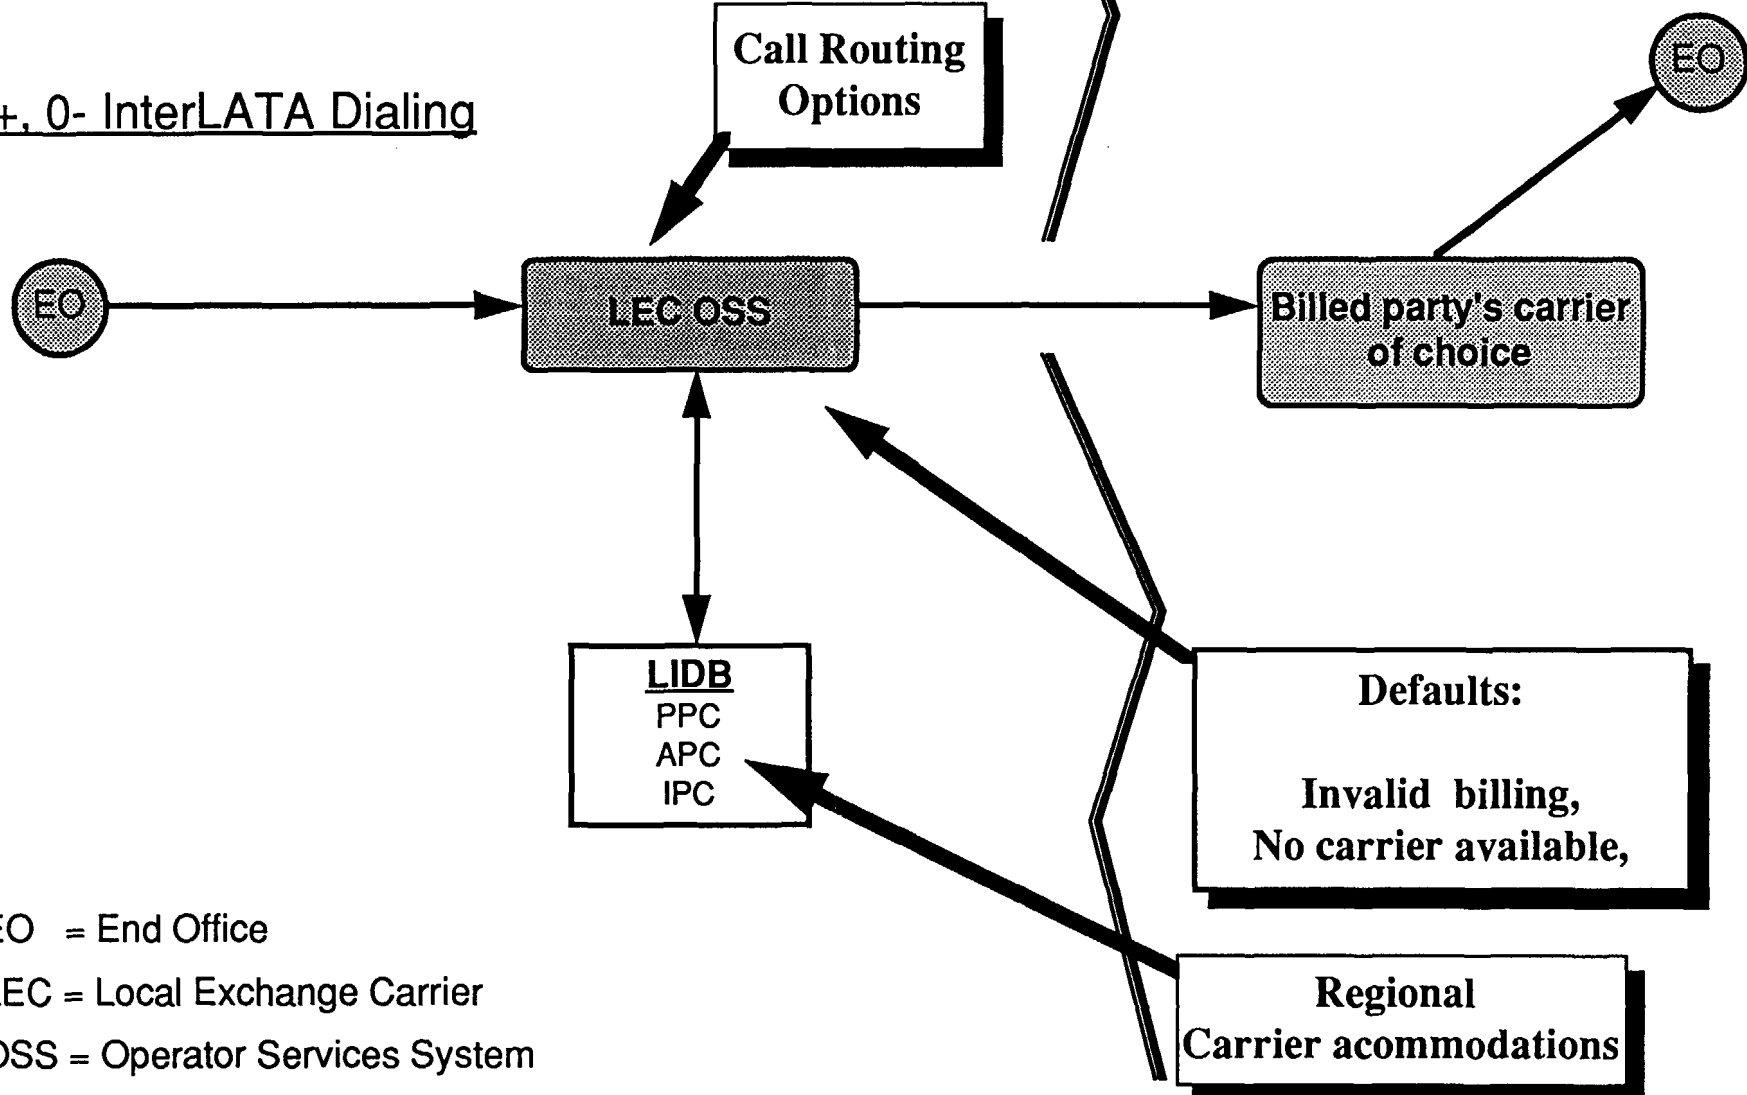 Call Routing
Options
EO
+, 0- InterLATA Dialing
EO
LEC OSS
Billed party's carrier
of choice
LIDB
PPC
APC
IPC
Defaults:
Invalid billing,
No carrier available,
EO = End Office
LEC = Local Exchange Carrier
OSS = Operator Services System
Regional
Carrier acommodations